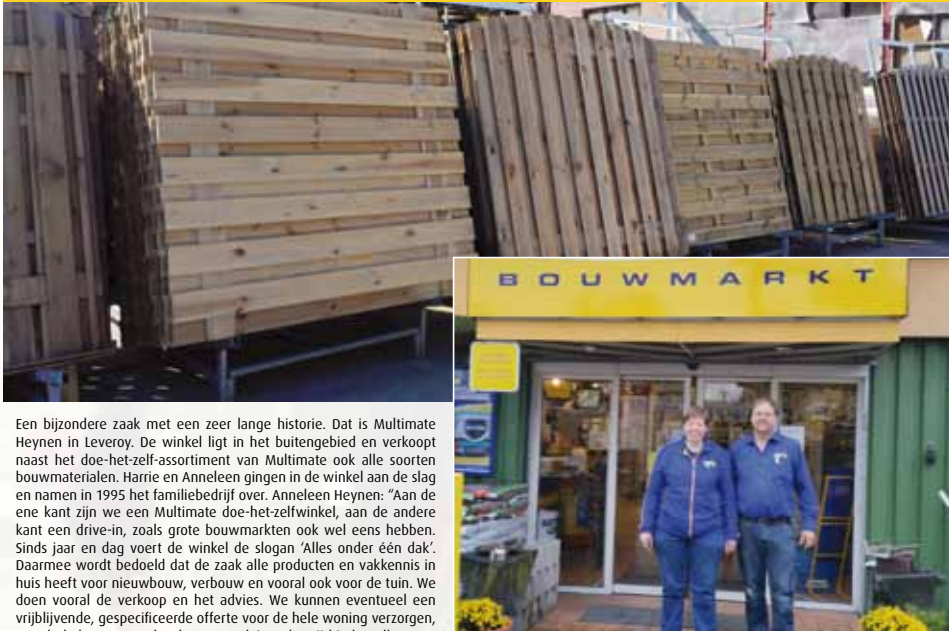 BOUWMARKT
Een bijzondere zaak met een zeer lange historie. Dat is Multimate
Heynen in Leveroy. De winkel ligt in het buitengebied en verkoopt
naast het doe-het-zelf-assortiment van Multimate ook alle soorten
bouwmaterialen. Harrie en Anneleen gingen in de winkel aan de slag
en namen in 1995 het familiebedrijf over. Anneleen Heynen: “Aan de
ene kant zijn we een Multimate doe-het-zelfwinkel, aan de andere
kant een drive-in, zoals grote bouwmarkten ook wel eens hebben.
Sinds jaar en dag voert de winkel de slogan ‘Alles onder één dak’.
Daarmee wordt bedoeld dat de zaak alle producten en vakkennis in
huis heeft voor nieuwbouw, verbouw en vooral ook voor de tuin. We
doen vooral de verkoop en het advies. We kunnen eventueel een
vrijblijvende, gespecificeerde offerte voor de hele woning verzorgen,